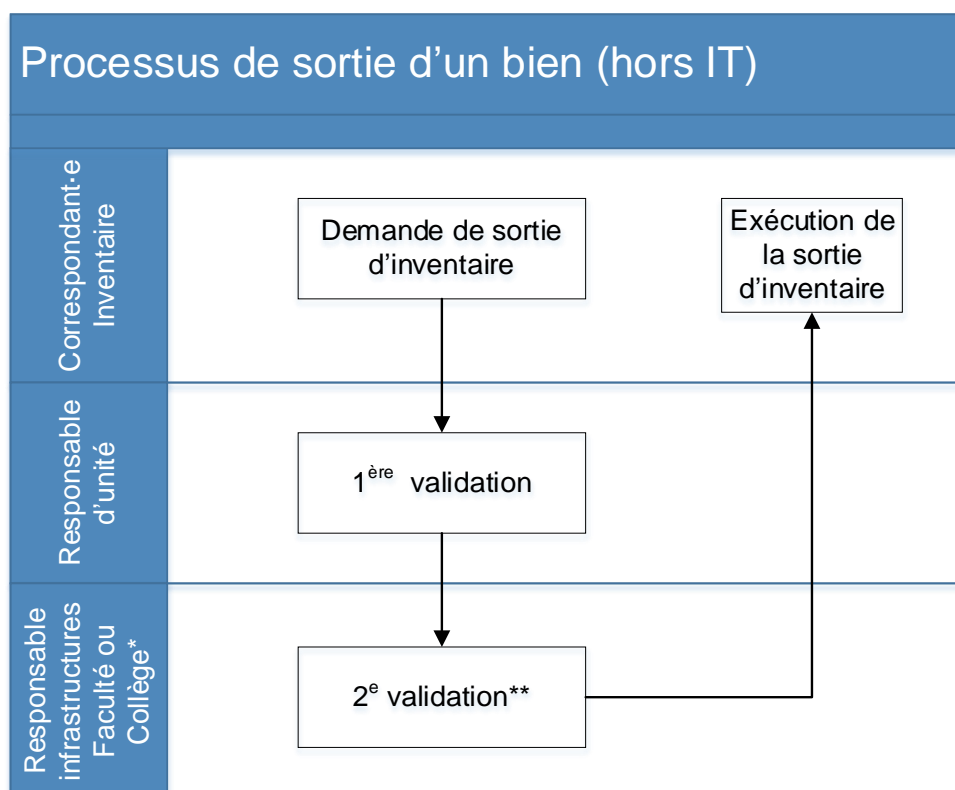 Processus de sortie d’un bien (hors IT)
Correspondant·e
Inventaire
Demande de sortie
d’inventaire
Exécution de
la sortie
d’inventaire
Responsable
d’unité
1ère validation
Responsable
infrastructures
Faculté ou
Collège*
2e validation**